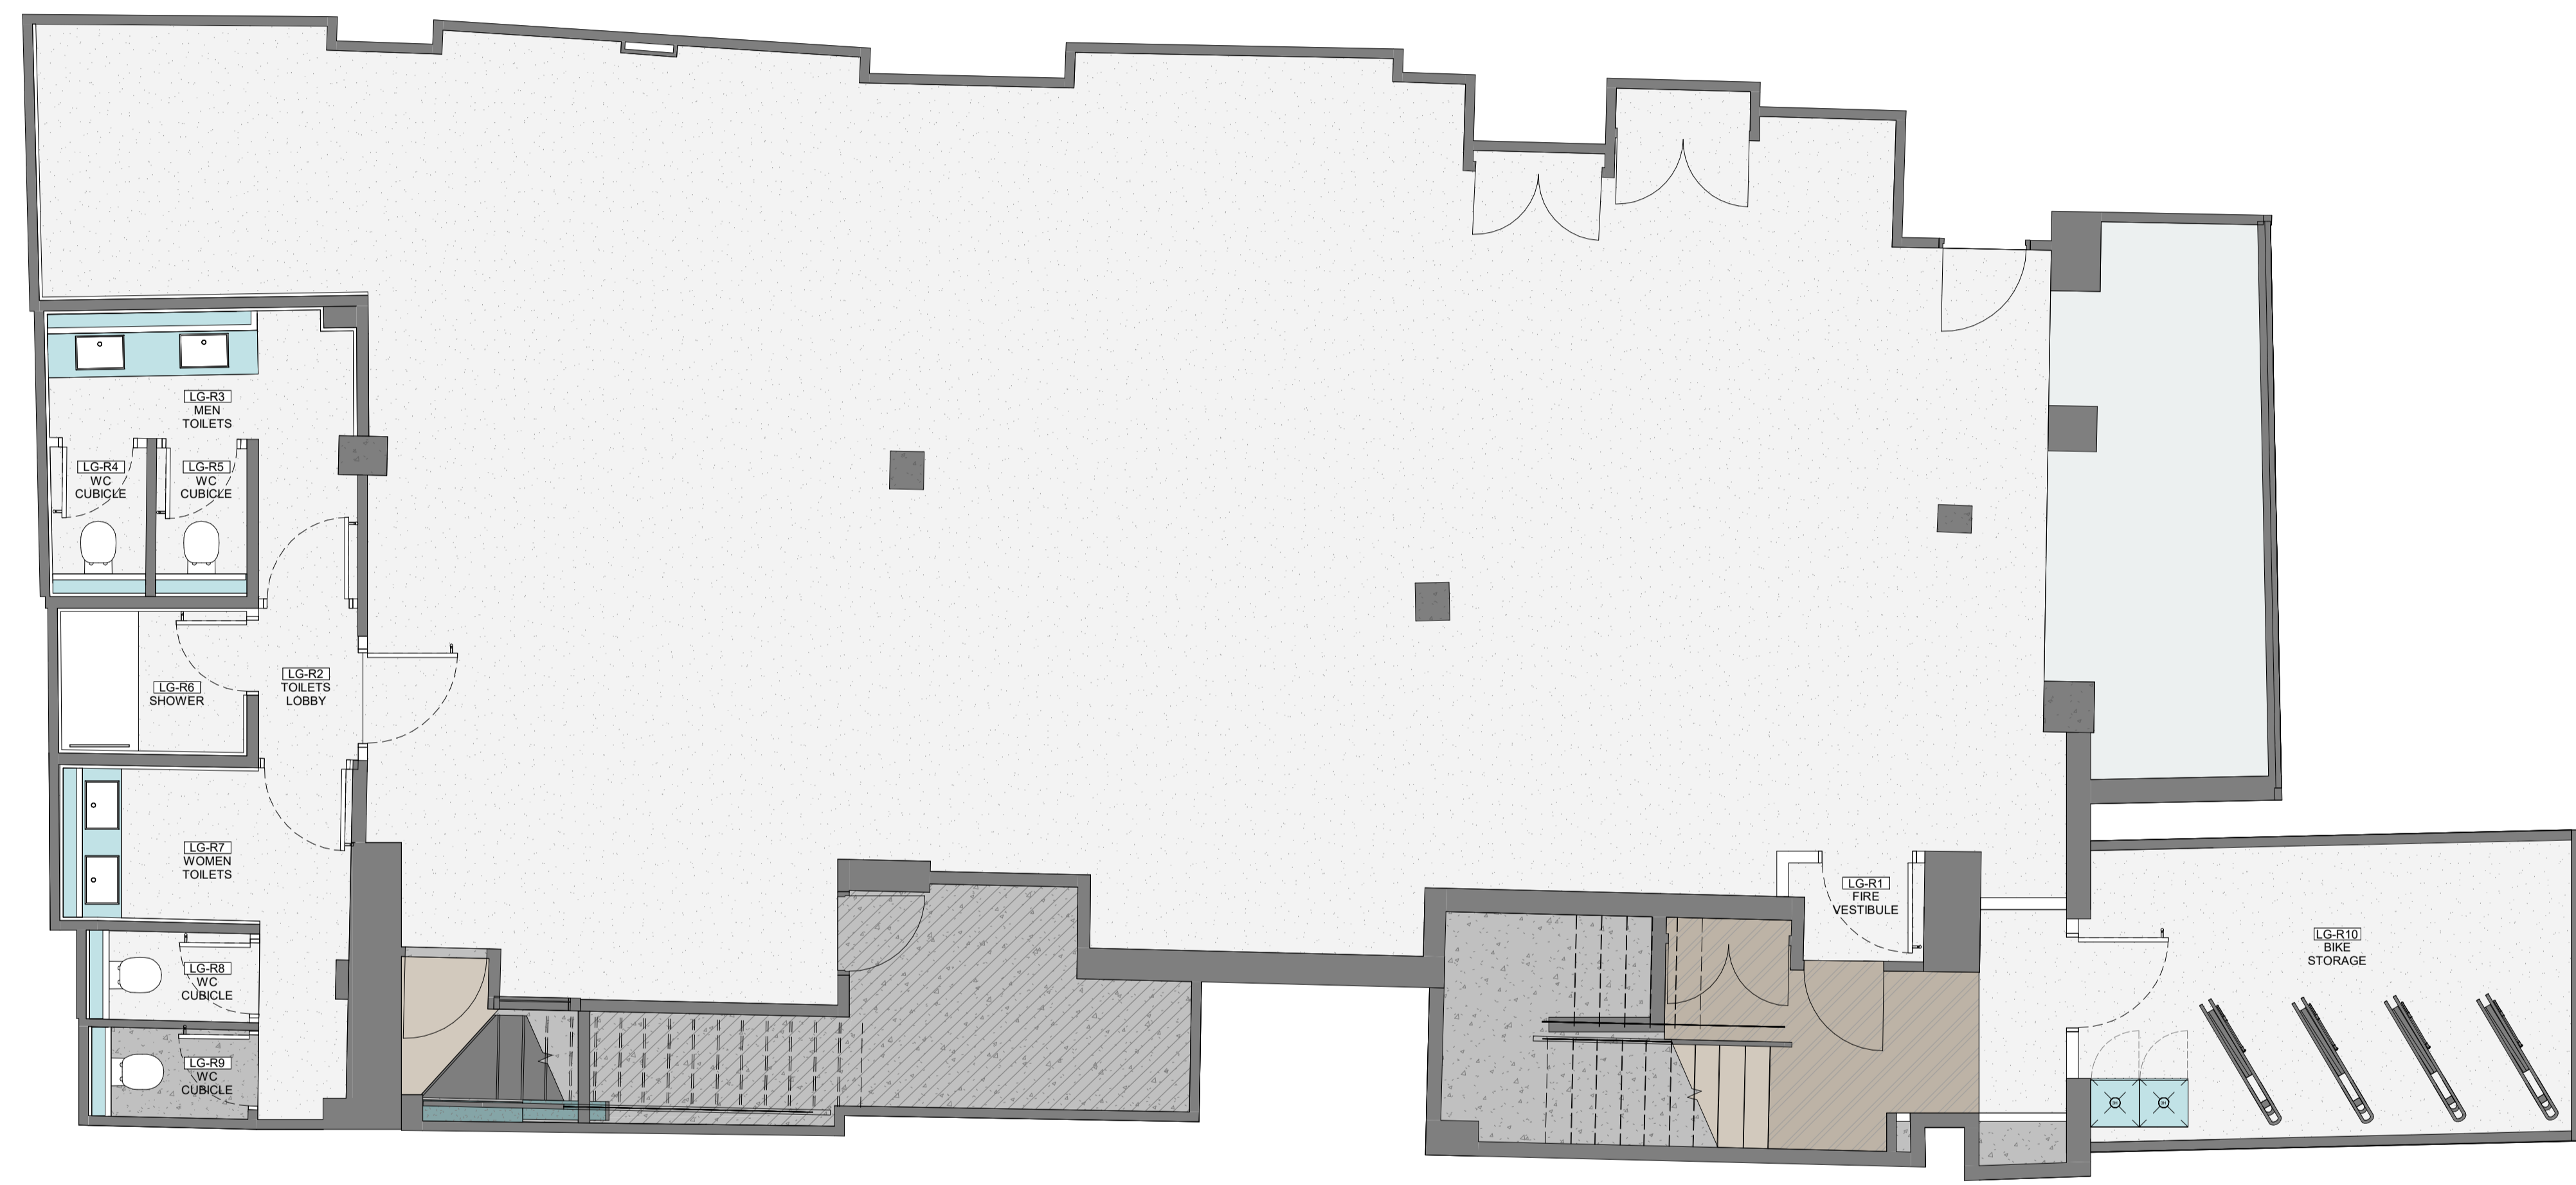 LG-R3
MEN
TOILETS
LG-R4
WC
CUBICLE
LG-R5
WC
CUBICLE
LG-R6
SHOWER
LG-R2
TOILETS
LOBBY
LG-R7
WOMEN
TOILETS
LG-R8
WC
CUBICLE
LG-R9
WC
CUBICLE
LG-R1
FIRE
VESTIBULE
LG-R10
BIKE
STORAGE